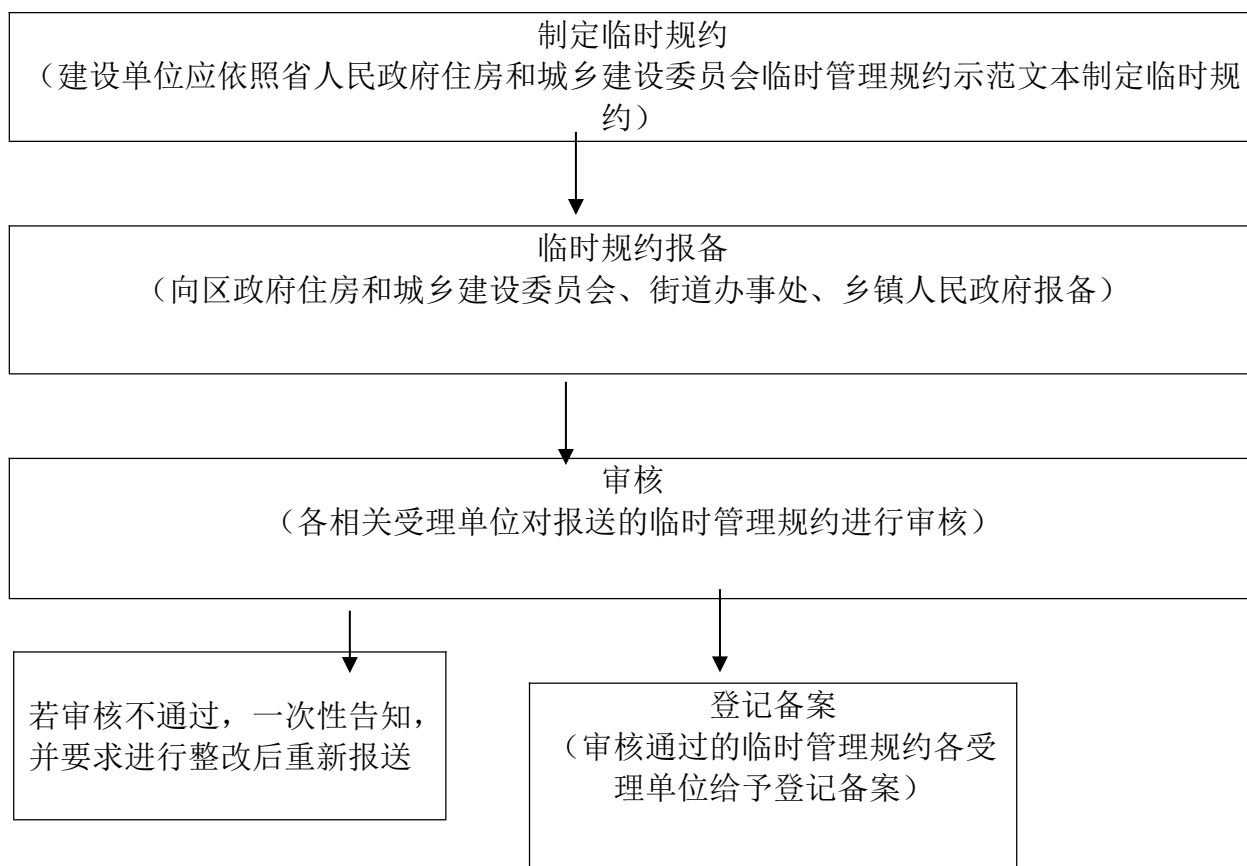 制定临时规约
（建设单位应依照省人民政府住房和城乡建设委员会临时管理规约示范文本制定临时规
约）
临时规约报备
（向区政府住房和城乡建设委员会、街道办事处、乡镇人民政府报备）
审核
（各相关受理单位对报送的临时管理规约进行审核）
若审核不通过，一次性告知，
并要求进行整改后重新报送
登记备案
（审核通过的临时管理规约各受
理单位给予登记备案）